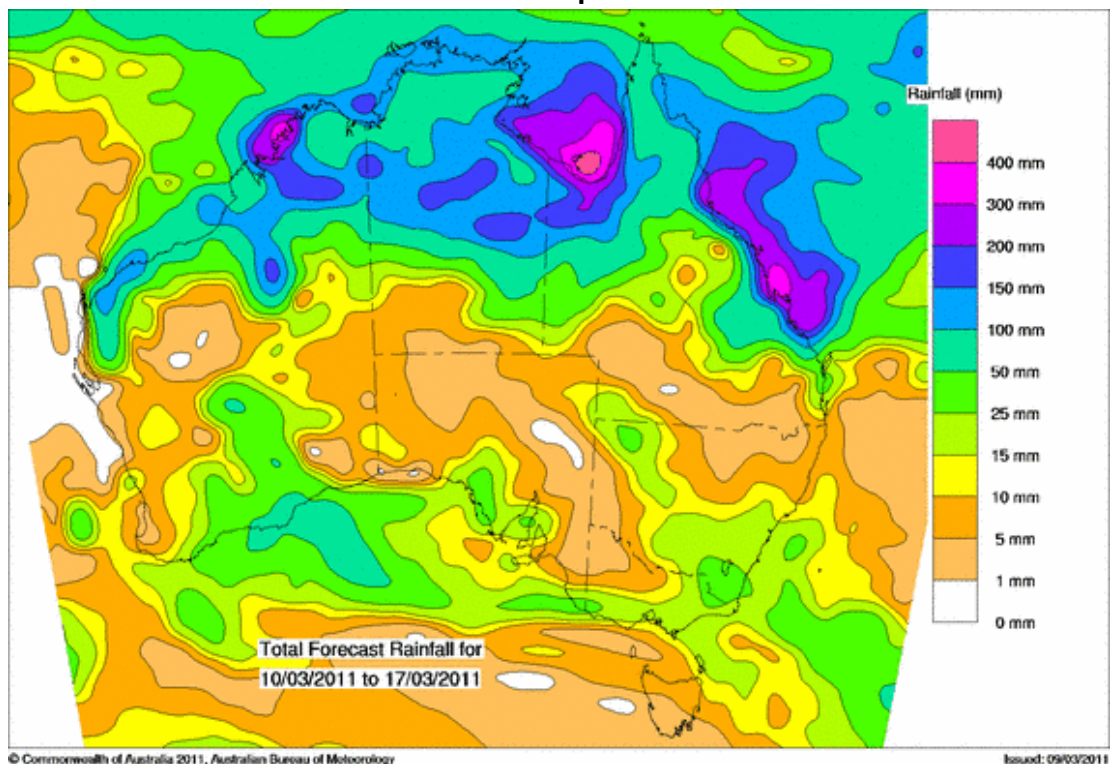 Rainfall (mm)
400 mm
300 mm
200 mm
150 mm
100 mm
50 mm
25 mm
15 mm
10 mm
5 mm
1 mm
0 mm
Total Forecast Rainfall for
10/03/2011 to 17/03/2011
© Commonwealth of Australia 2011, Australian Bureau of Meteorology
Issued: 09/03/2011